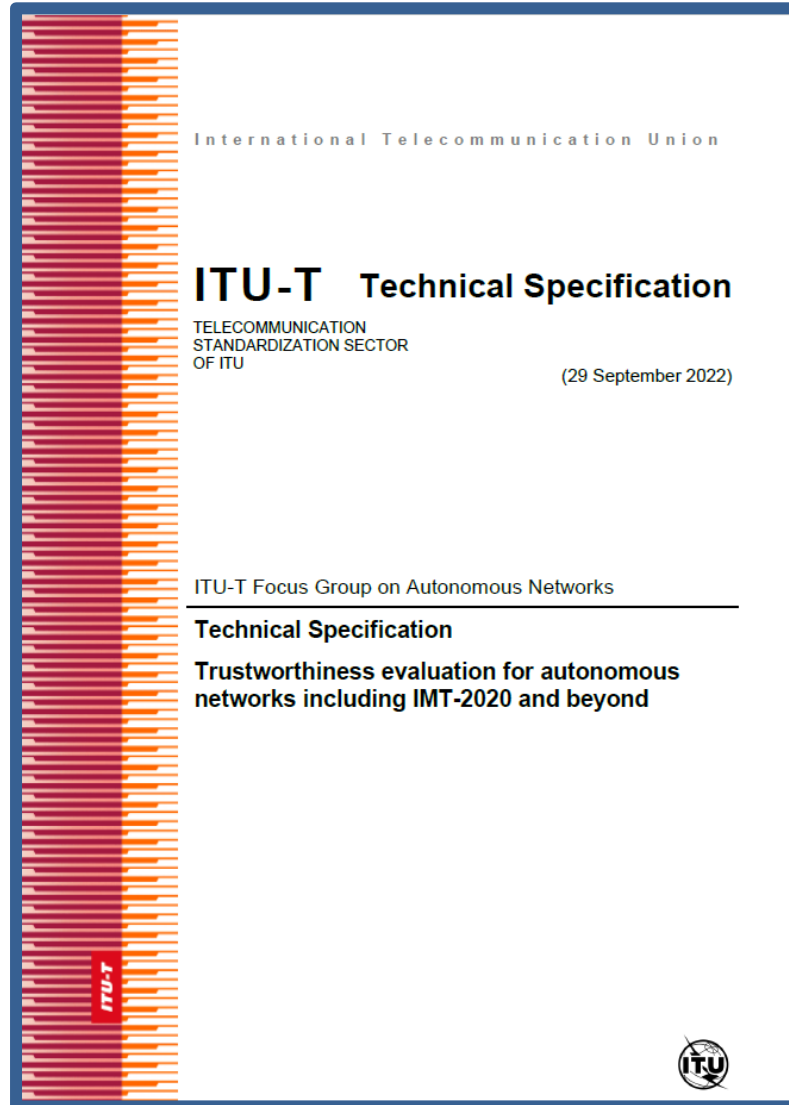 International Telecommunication Union
ITU-T Technical Specification
TELECOMMUNICATION
STANDARDIZATION SECTOR
OF ITU
(29 September 2022)
ITU-T Focus Group on Autonomous Networks
Technical Specification
Trustworthiness evaluation for autonomous
networks including IMT-2020 and beyond
ITU-T
ITU